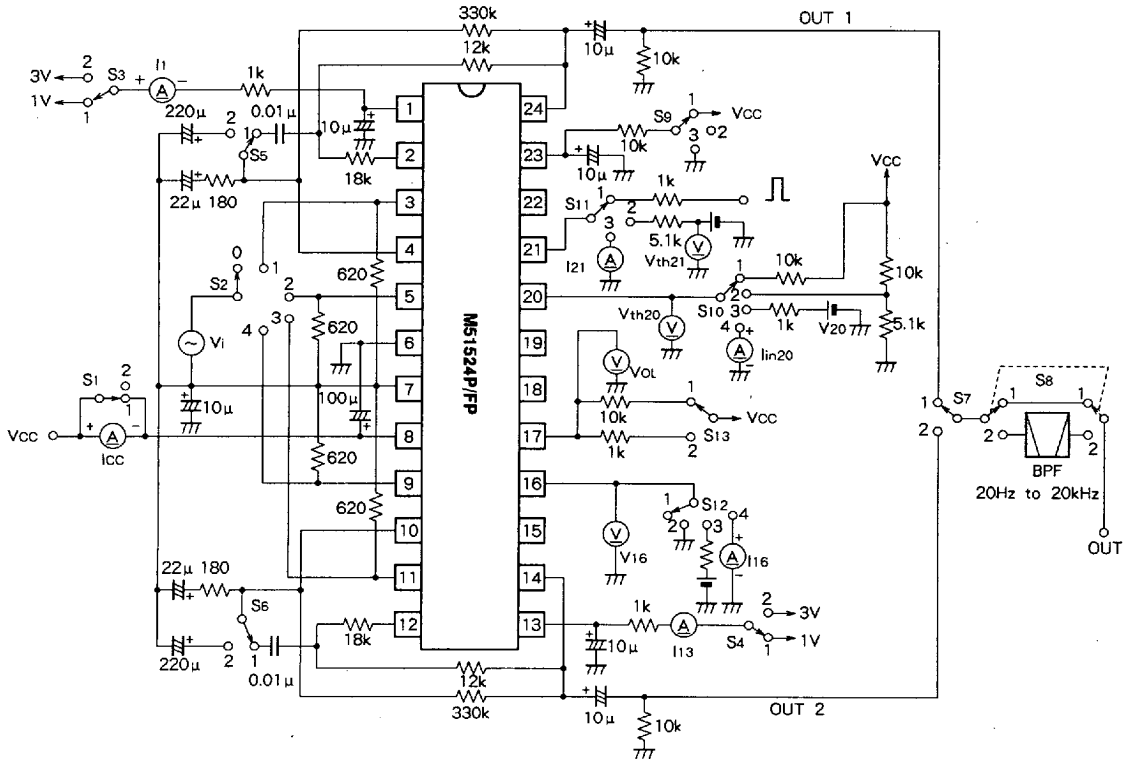 330k
OUT 1
12k
10μ
10k
3V
2
S3
I1
1k
1V
1
220μ
2
0.01μ
10μ
S5
18k
22μ
180
S9
1
VCC
2
3
10k
10μ
VCC
1
2
3
4
5
6
7
8
9
10
11
12
24
23
22
21
20
19
18
17
16
15
14
13
M51524P/FP
S11
1
1k
2
3
5.1k
I21
Vth21
0
S2
1
2
3
4
620
620
620
620
Vi
10μ
100μ
S1
2
1
VCC
ICC
10k
10k
5.1k
1
2
3
4
S10
1k
V20
Vth20
Iin20
VOL
10k
1
VCC
S13
1k
2
1
2
S7
1
S8
1
2
2
BPF
20Hz to 20kHz
OUT
1
2
S12
3
4
V16
I16
22μ
180
S6
220μ
2
1
0.01μ
18k
12k
330k
1k
10μ
I13
S4
2
3V
1
1V
10μ
OUT 2
10k